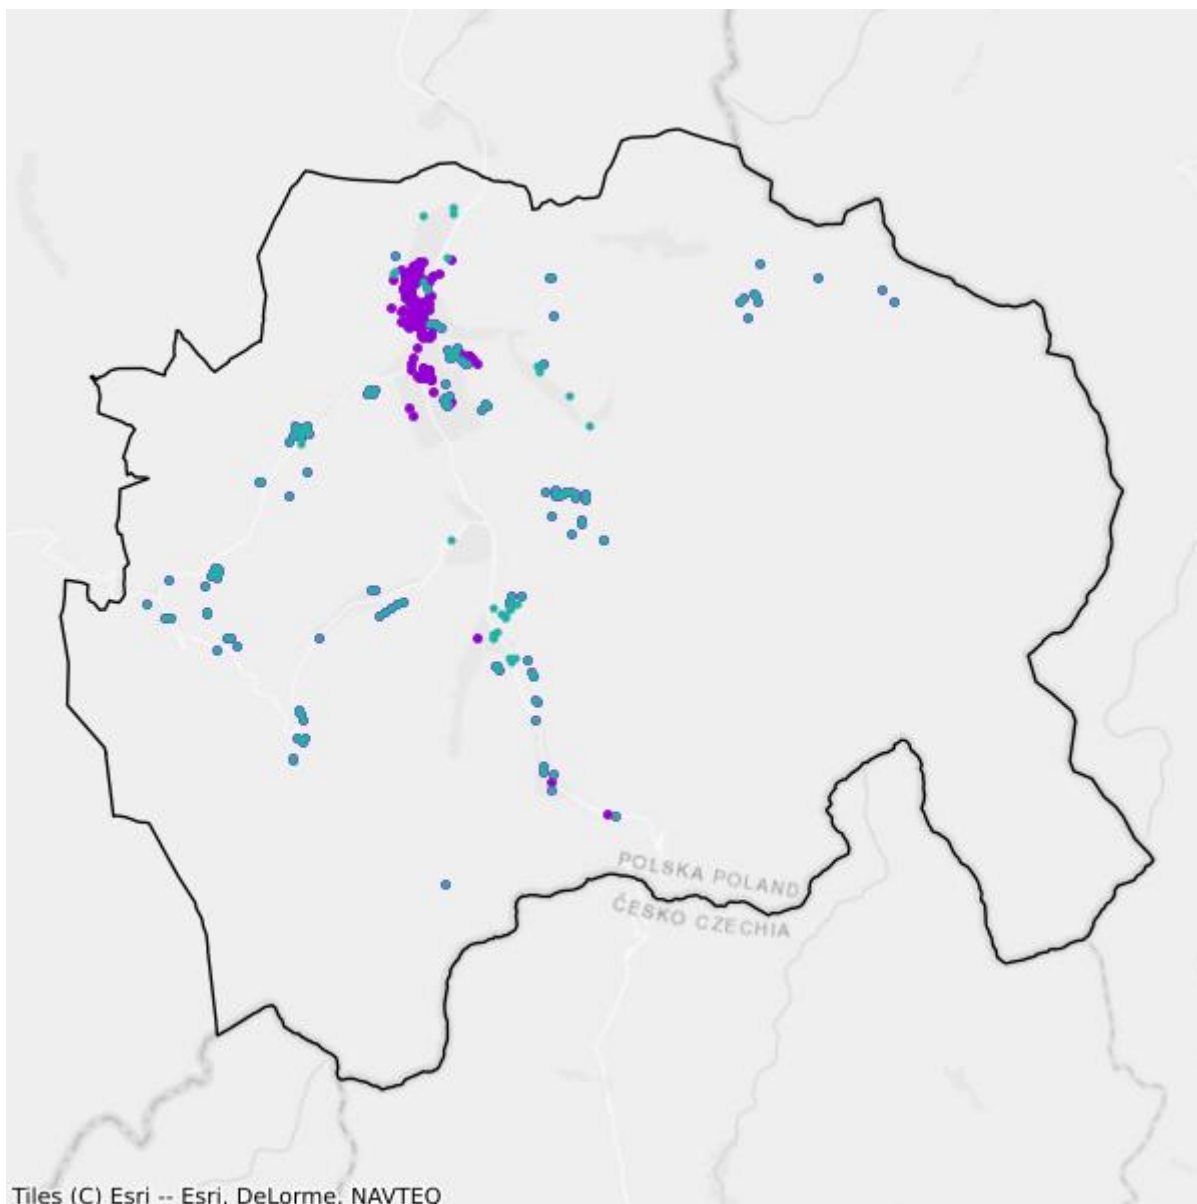 POLSKA POLAND
ČESKO CZECHIA
Tiles (C) Esri -- Esri, DeLorme, NAVTEQ